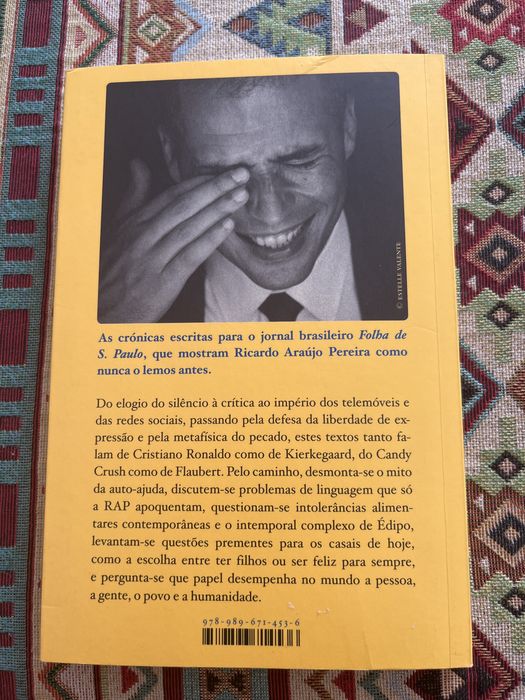 © ESTELLE VALENTE
As crónicas escritas para o jornal brasileiro Folha de
S. Paulo, que mostram Ricardo Araújo Pereira como
nunca o lemos antes.
Do elogio do silêncio à crítica ao império dos telemóveis e
das redes sociais, passando pela defesa da liberdade de ex-
pressão e pela metafísica do pecado, estes textos tanto fa-
lam de Cristiano Ronaldo como de Kierkegaard, do Candy
Crush como de Flaubert. Pelo caminho, desmonta-se o mito
da auto-ajuda, discutem-se problemas de linguagem que só
a RAP apoquentam, questionam-se intolerâncias alimen-
tares contemporâneas e o intemporal complexo de Édipo,
levantam-se questões prementes para os casais de hoje,
como a escolha entre ter filhos ou ser feliz para sempre,
e pergunta-se que papel desempenha no mundo a pessoa,
a gente, o povo e a humanidade.
978-989-671-453-6